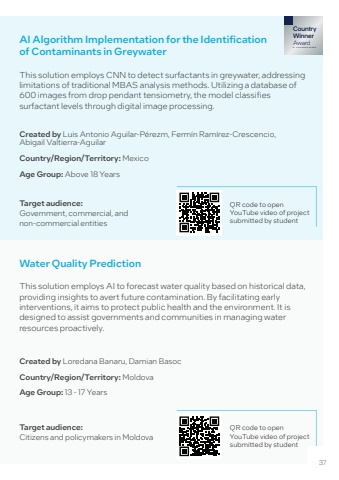 Country
Winner
Award
AI Algorithm Implementation for the Identification
of Contaminants in Greywater
This solution employs CNN to detect surfactants in greywater, addressing
limitations of traditional MBAS analysis methods. Utilizing a database of
600 images from drop pendant tensiometry, the model classifies
surfactant levels through digital image processing.
Created by Luis Antonio Aguilar-Pérezm, Fermín Ramírez-Crescencio,
Abigail Valtierra-Aguilar
Country/Region/Territory: Mexico
Age Group: Above 18 Years
Target audience:
Government, commercial, and
non-commercial entities
QR code to open
YouTube video of project
submitted by student
Water Quality Prediction
This solution employs AI to forecast water quality based on historical data,
providing insights to avert future contamination. By facilitating early
interventions, it aims to protect public health and the environment. It is
designed to assist governments and communities in managing water
resources proactively.
Created by Loredana Banaru, Damian Basoc
Country/Region/Territory: Moldova
Age Group: 13 - 17 Years
Target audience:
Citizens and policymakers in Moldova
QR code to open
YouTube video of project
submitted by student
37